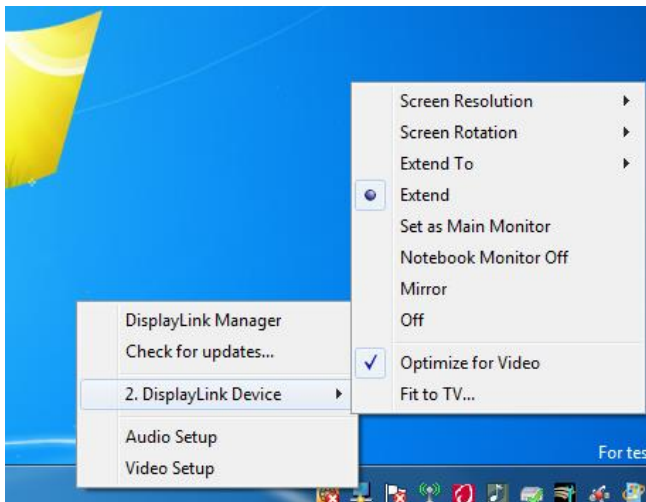 Screen Resolution
Screen Rotation
Extend To
Extend
Set as Main Monitor
Notebook Monitor Off
Mirror
Off
Optimize for Video
Fit to TV...
DisplayLink Manager
Check for updates...
2. DisplayLink Device
Audio Setup
Video Setup
For tes